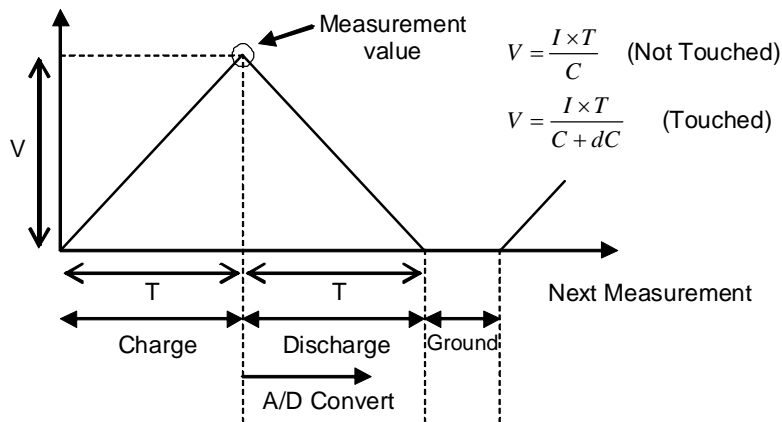 Measurement
value
V = I × T / C (Not Touched)
V = I × T / C + dC (Touched)
V
T T
Next Measurement
Charge Discharge Ground
A/D Convert